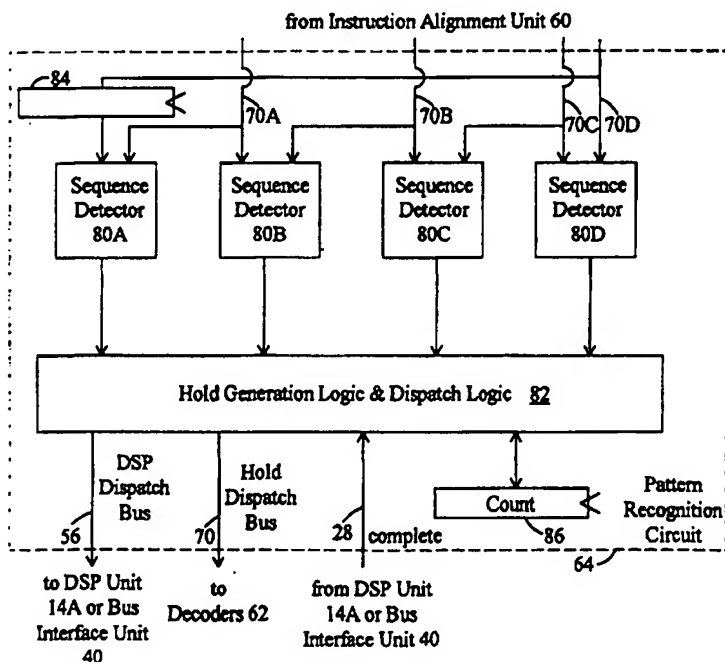 from Instruction Alignment Unit 60
84
70A
70B
70C
70D
Sequence
Detector
80A
Sequence
Detector
80B
Sequence
Detector
80C
Sequence
Detector
80D
Hold Generation Logic & Dispatch Logic 82
DSP
Dispatch
Bus
56
Hold
Dispatch
Bus
70
28
complete
Count
86
Pattern
Recognition
Circuit
64
to DSP Unit
14A or Bus
Interface Unit
40
to
Decoders 62
from DSP Unit
14A or Bus
Interface Unit 40